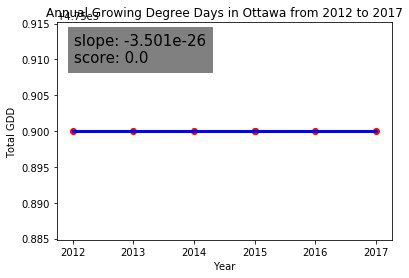 Annual Growing Degree Days in Ottawa from 2012 to 2017
slope: -3.501e-26
score: 0.0
0.915
0.910
0.905
0.900
0.895
0.890
0.885
Total GDD
2012 2013 2014 2015 2016 2017
Year